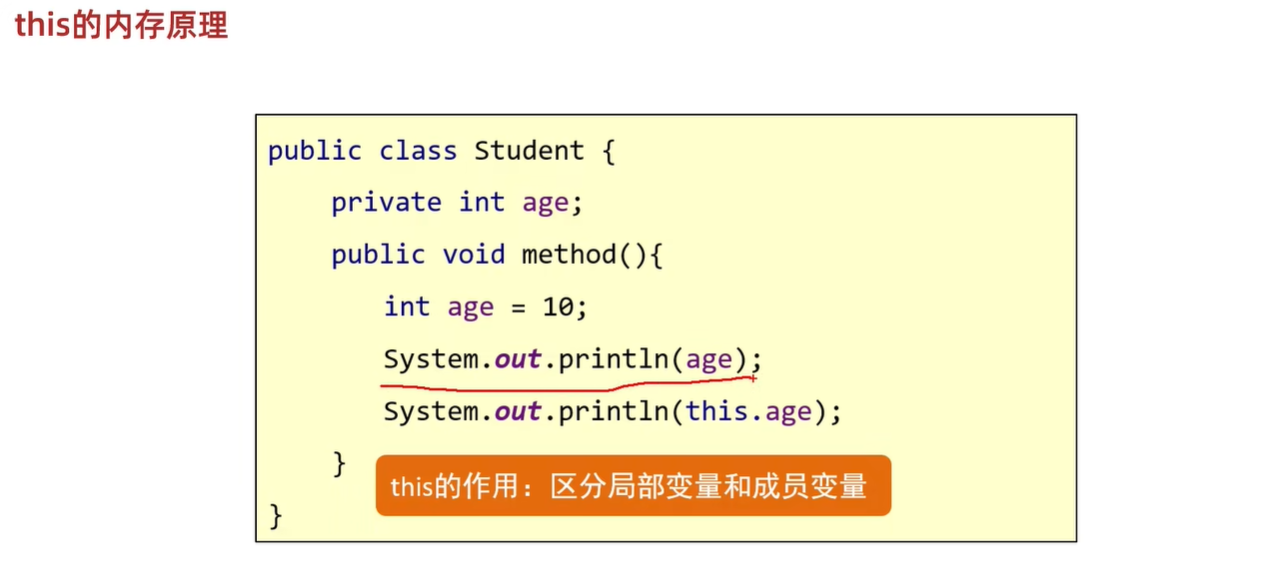 this的内存原理
public class Student {
private int age;
public void method(){
int age = 10;
System.out.println(age);
System.out.println(this.age);
}
this的作用：区分局部变量和成员变量
}